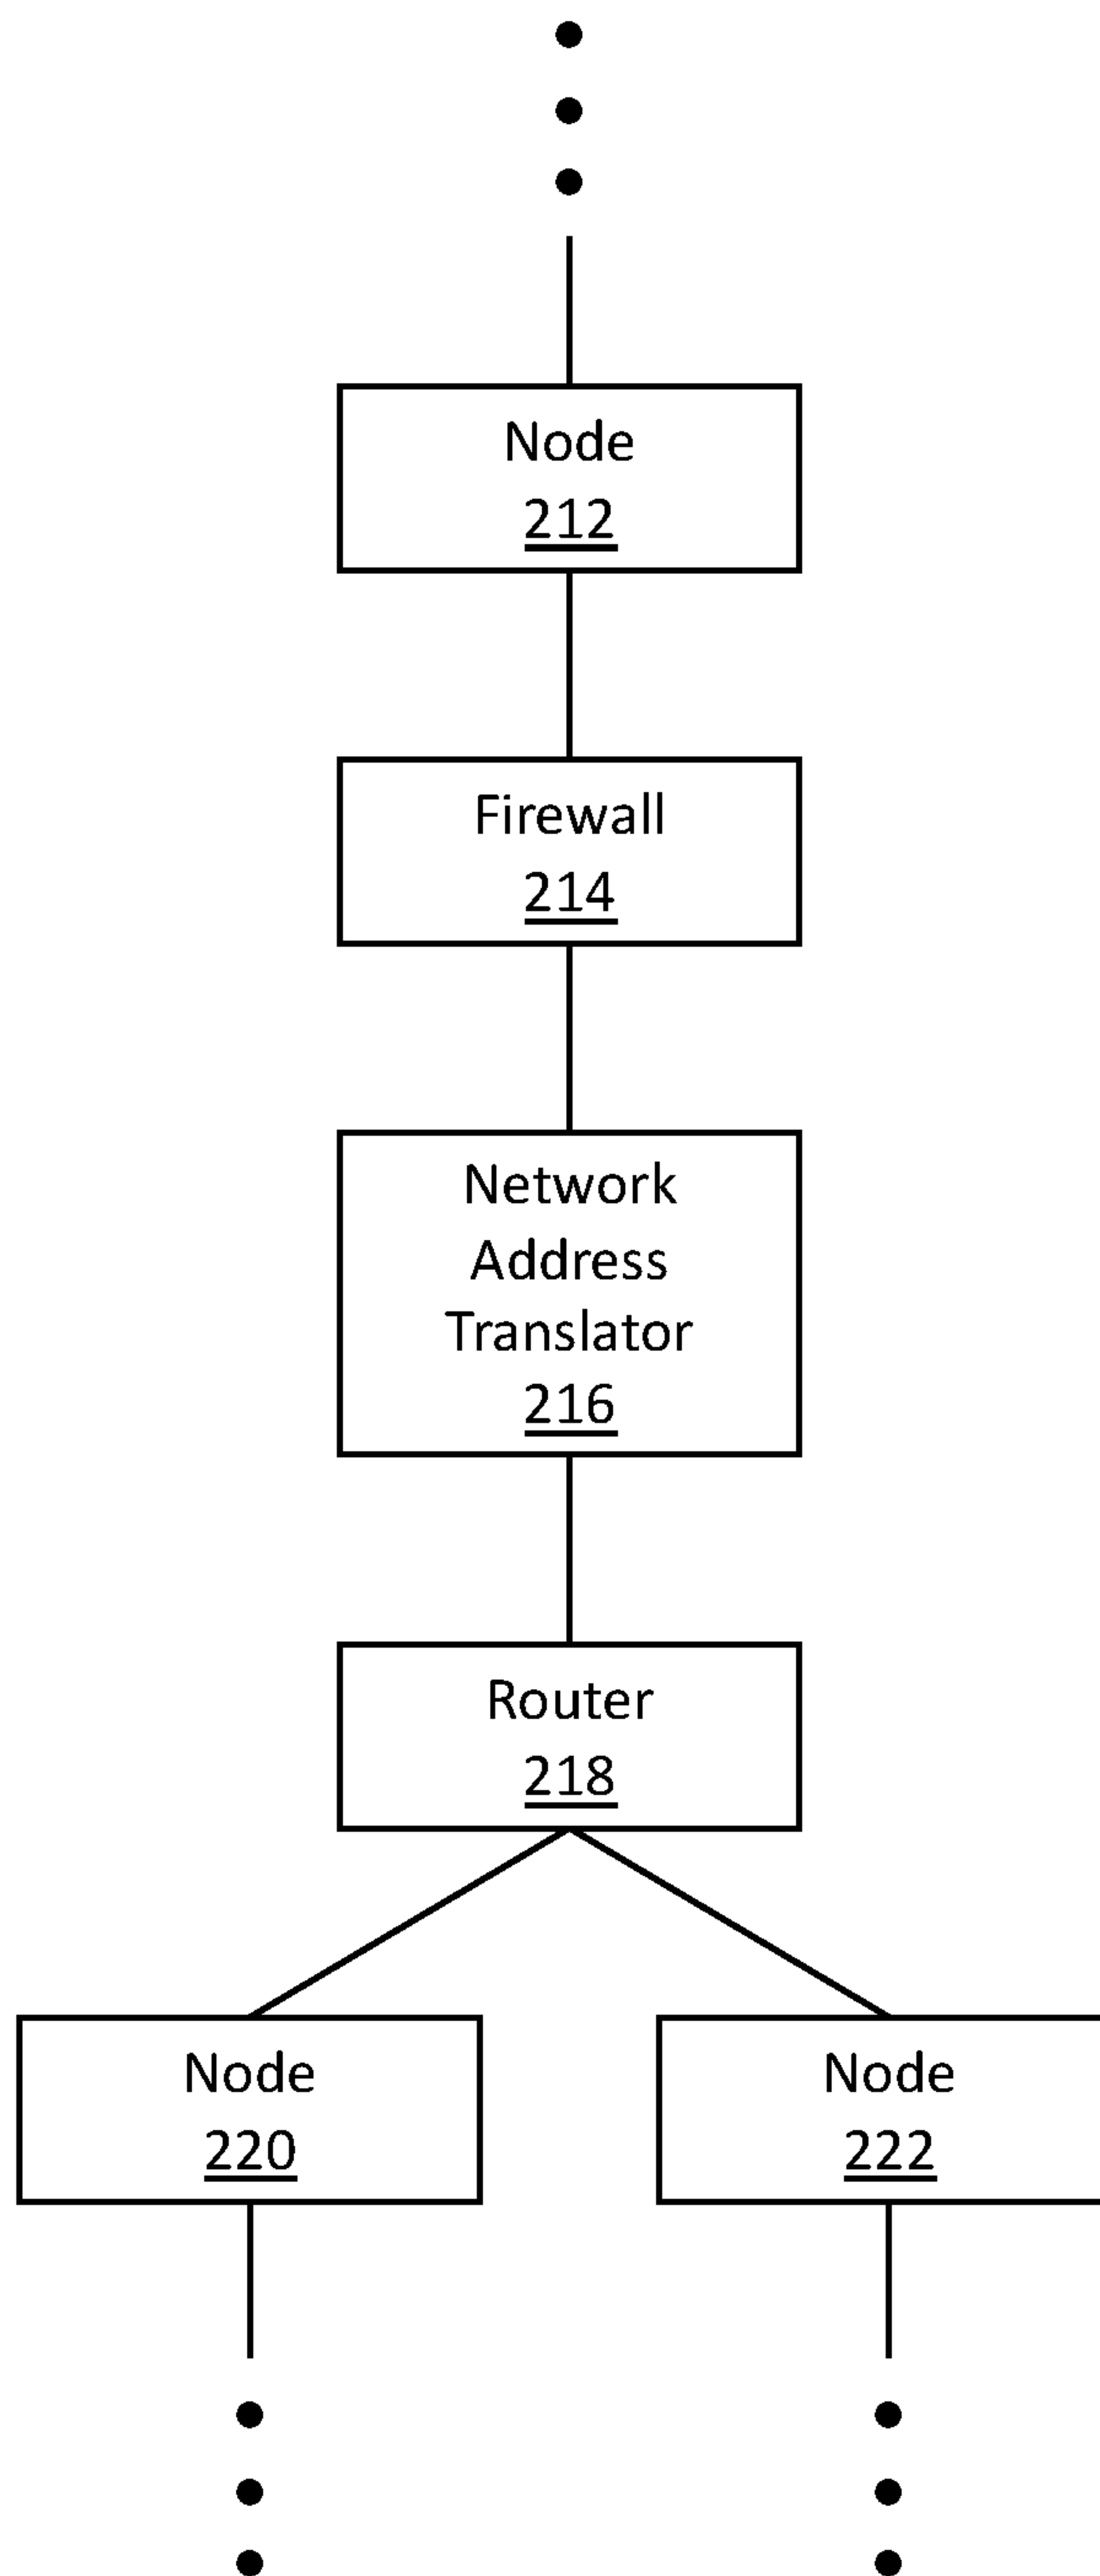 Node
212
Firewall
214
Network
Address
Translator
216
Router
218
Node
220
Node
222